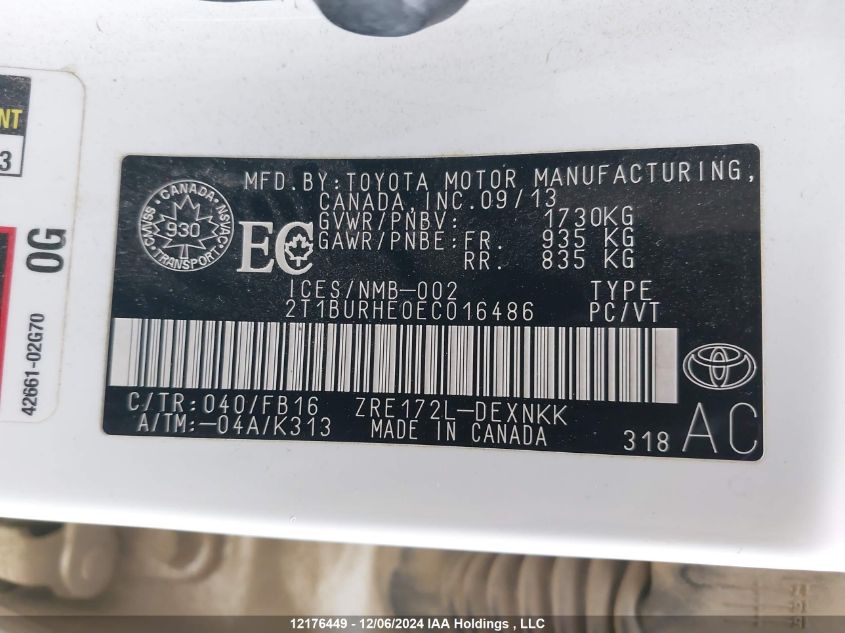 NT
3
0G
42661-02G70
MFD.BY:TOYOTA MOTOR MANUFACTURING,
CANADA, INC.09/13
GVWR/PNBV: 1730KG
GAWR/PNBE:FR. 935 KG
RR. 835 KG
CANADA
CMVSS 930 NSVAC
TRANSPORT
EC
ICES/NMB-002 TYPE
2T1BURHE0EC016486 PC/VT
C/TR:040/FB16 ZRE172L-DEXNKK
A/TM:-04A/K313 MADE IN CANADA 318 AC
12176449 - 12/06/2024 IAA Holdings , LLC